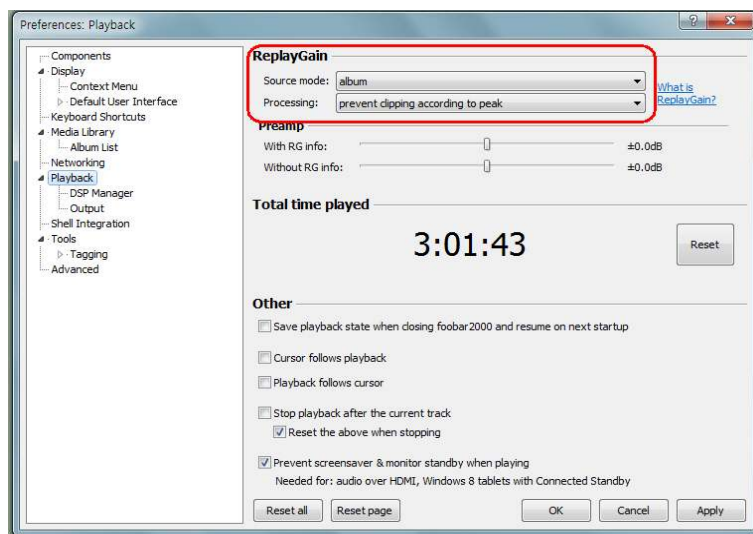 Preferences: Playback
Components
Display
Context Menu
Default User Interface
Keyboard Shortcuts
Media Library
Album List
Networking
Playback
DSP Manager
Output
Shell Integration
Tools
Tagging
Advanced
ReplayGain
Source mode: album
Processing: prevent clipping according to peak
What is
ReplayGain?
Preamp
With RG info: ±0.0dB
Without RG info: ±0.0dB
Total time played
3:01:43
Reset
Other
Save playback state when closing foobar2000 and resume on next startup
Cursor follows playback
Playback follows cursor
Stop playback after the current track
Reset the above when stopping
Prevent screensaver & monitor standby when playing
Needed for: audio over HDMI, Windows 8 tablets with Connected Standby
Reset all Reset page OK Cancel Apply